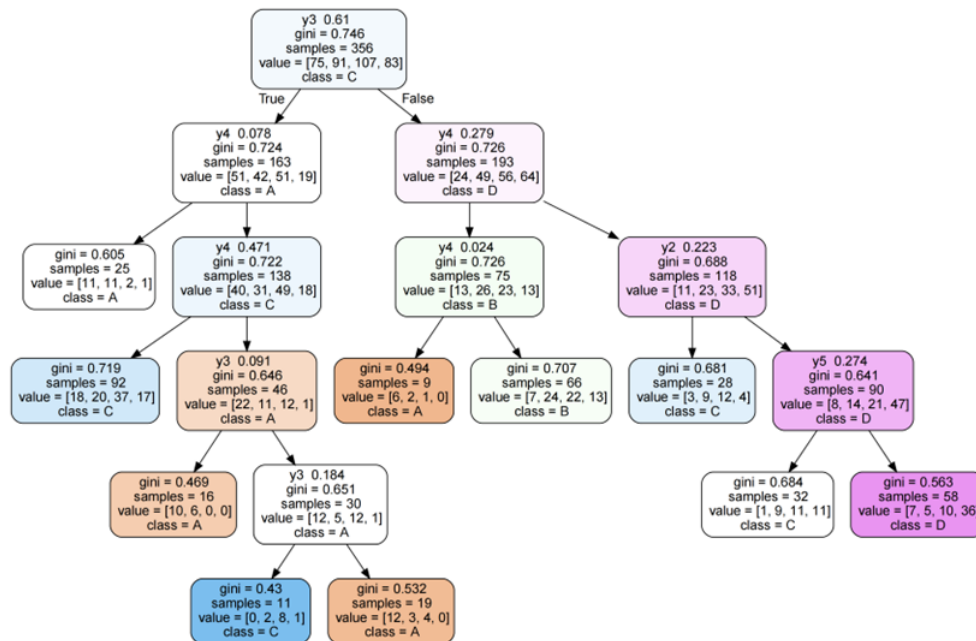 y3 0.61
gini = 0.746
samples = 356
value = [75, 91, 107, 83]
class = C
True
False
y4 0.078
gini = 0.724
samples = 163
value = [51, 42, 51, 19]
class = A
y4 0.279
gini = 0.726
samples = 193
value = [24, 49, 56, 64]
class = D
gini = 0.605
samples = 25
value = [11, 11, 2, 1]
class = A
y4 0.471
gini = 0.722
samples = 138
value = [40, 31, 49, 18]
class = C
y4 0.024
gini = 0.726
samples = 75
value = [13, 26, 23, 13]
class = B
y2 0.223
gini = 0.688
samples = 118
value = [11, 23, 33, 51]
class = D
gini = 0.719
samples = 92
value = [18, 20, 37, 17]
class = C
y3 0.091
gini = 0.646
samples = 46
value = [22, 11, 12, 1]
class = A
gini = 0.494
samples = 9
value = [6, 2, 1, 0]
class = A
gini = 0.707
samples = 66
value = [7, 24, 22, 13]
class = B
gini = 0.681
samples = 28
value = [3, 9, 12, 4]
class = C
y5 0.274
gini = 0.641
samples = 90
value = [8, 14, 21, 47]
class = D
gini = 0.469
samples = 16
value = [10, 6, 0, 0]
class = A
y3 0.184
gini = 0.651
samples = 30
value = [12, 5, 12, 1]
class = A
gini = 0.684
samples = 32
value = [1, 9, 11, 11]
class = C
gini = 0.563
samples = 58
value = [7, 5, 10, 36
class = D
gini = 0.43
samples = 11
value = [0, 2, 8, 1]
class = C
gini = 0.532
samples = 19
value = [12, 3, 4, 0]
class = A